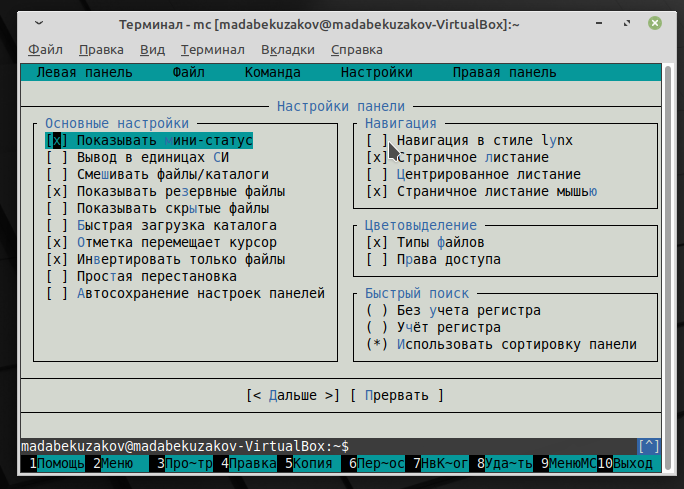 Терминал - mc [madabekuzakov@madabekuzakov-VirtualBox]:~
Файл Правка Вид Терминал Вкладки Справка
Левая панель Файл Команда Настройки Правая панель
Настройки панели
Основные настройки
[x] Показывать мини-статус
[ ] Вывод в единицах СИ
[ ] Смешивать файлы/каталоги
[x] Показывать резервные файлы
[ ] Показывать скрытые файлы
[ ] Быстрая загрузка каталога
[x] Отметка перемещает курсор
[x] Инвертировать только файлы
[ ] Простая перестановка
[ ] Автосохранение настроек панелей
Навигация
[ ] Навигация в стиле lynx
[x] Страничное листание
[ ] Центрированное листание
[x] Страничное листание мышью
Цветовыделение
[x] Типы файлов
[ ] Права доступа
Быстрый поиск
( ) Без учета регистра
( ) Учёт регистра
(*) Использовать сортировку панели
[< Дальше >] [ Прервать ]
madabekuzakov@madabekuzakov-VirtualBox:~$ [^]
1Помощь 2Меню 3Про~тр 4Правка 5Копия 6Пер~ос 7НвК~ог 8Уда~ть 9МенюMC 10Выход